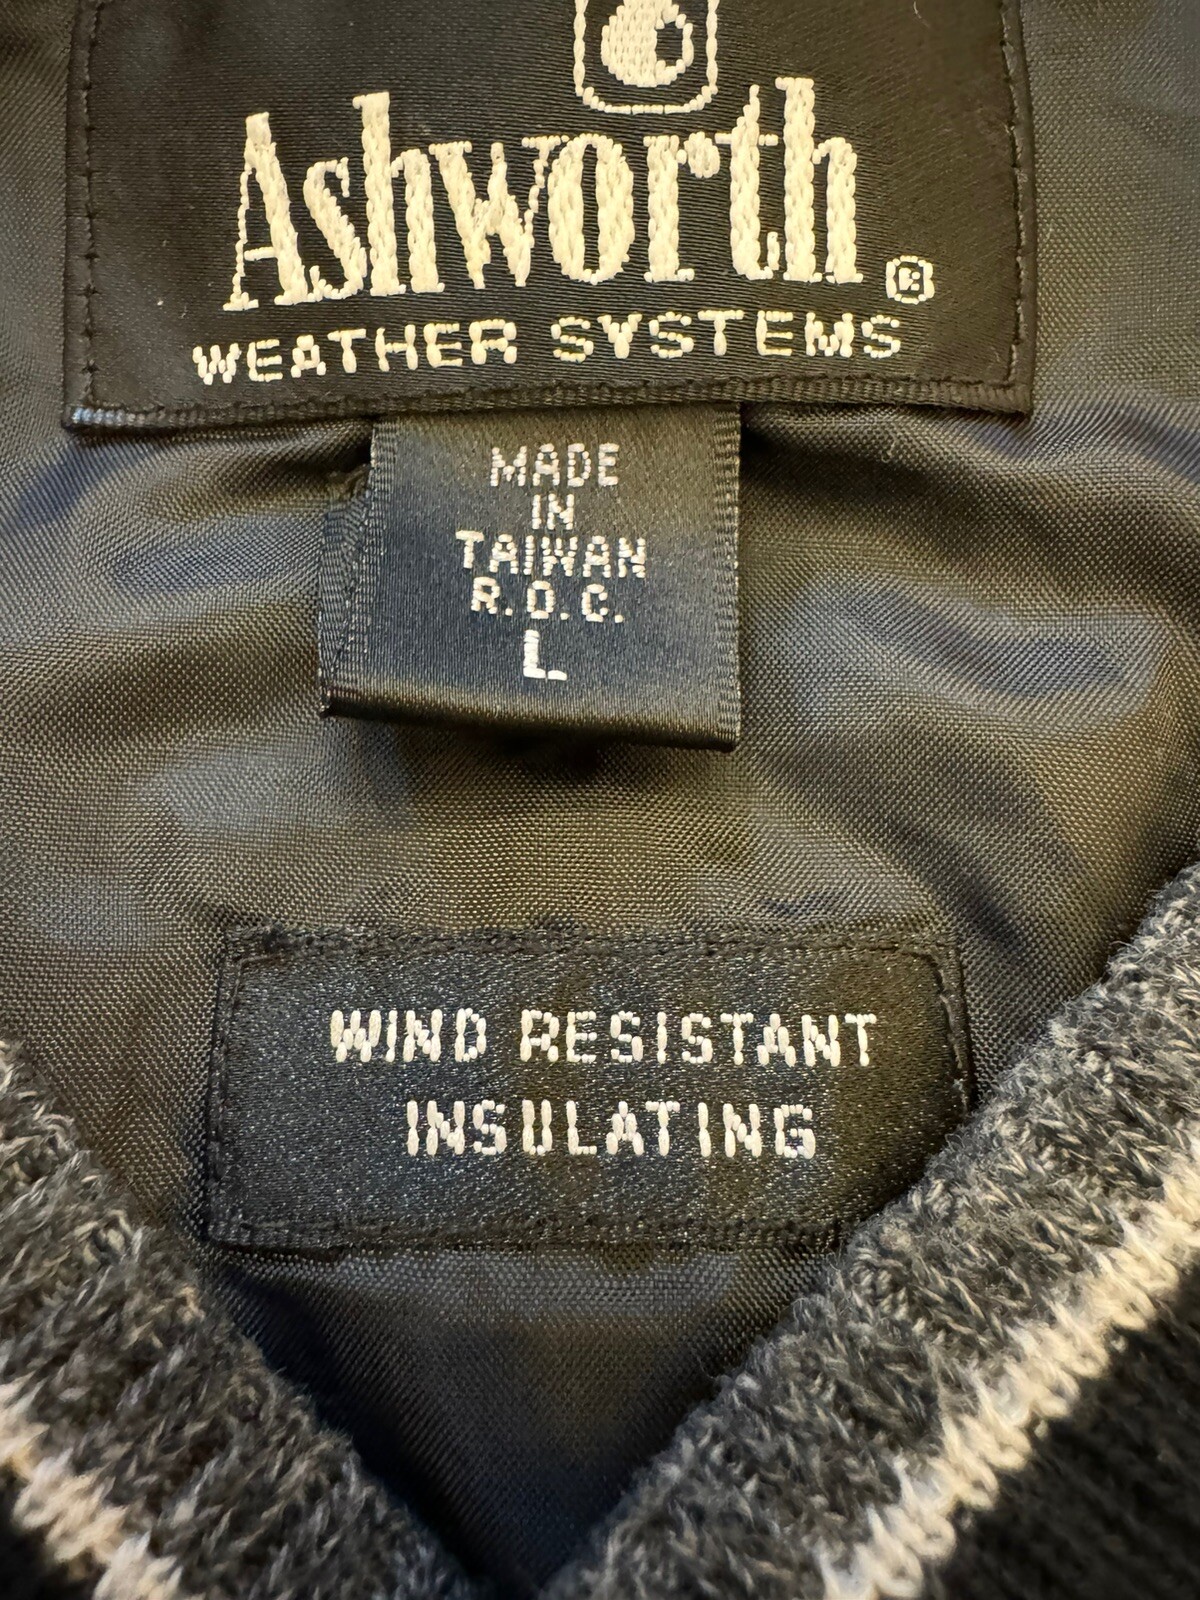 Ashworth®
WEATHER SYSTEMS
MADE
IN
TAIWAN
R.O.C.
L
WIND RESISTANT
INSULATING